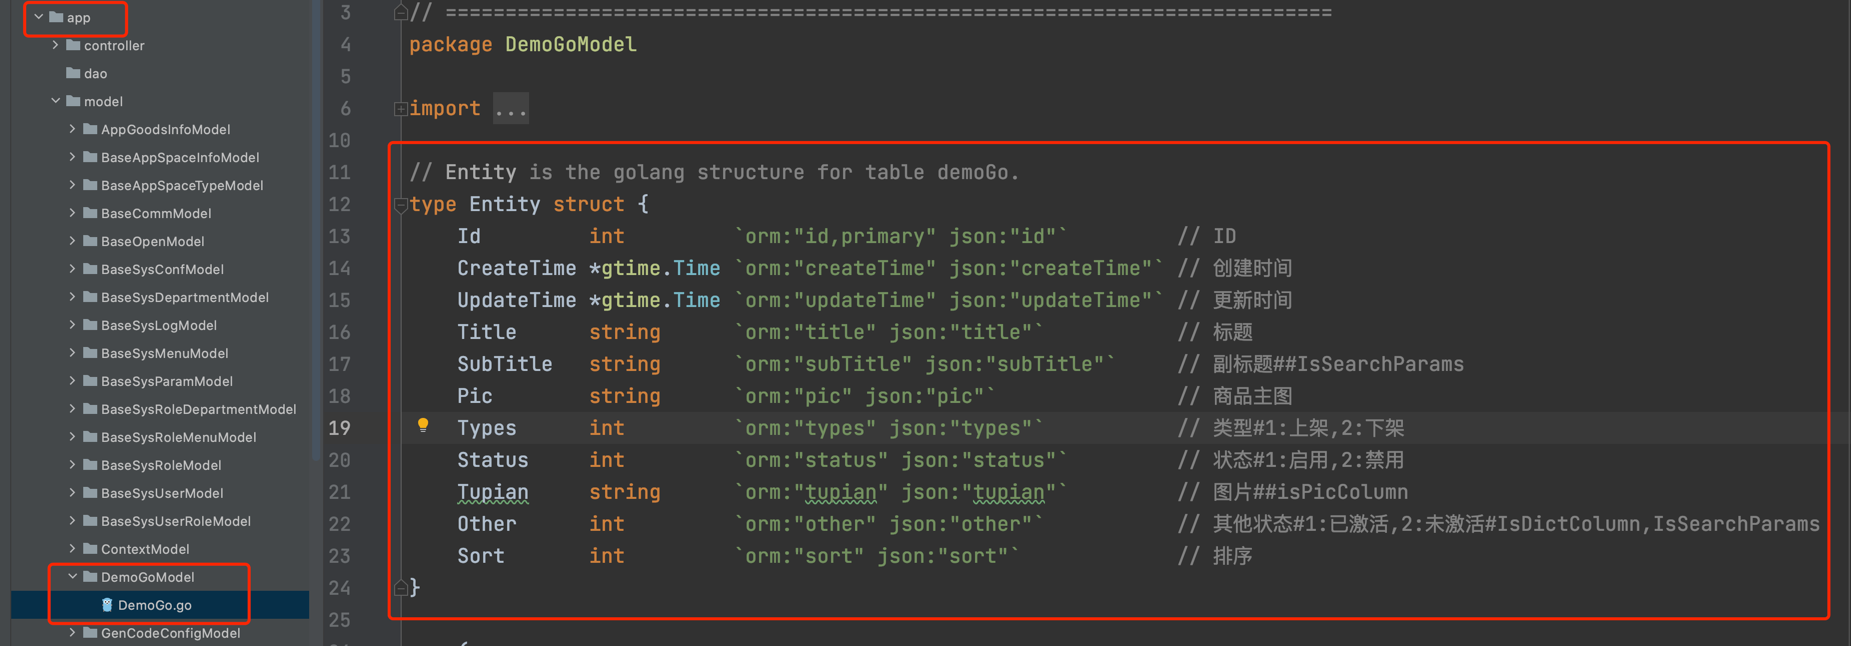 app
controller
dao
model
AppGoodsInfoModel
BaseAppSpaceInfoModel
BaseAppSpaceTypeModel
BaseCommModel
BaseOpenModel
BaseSysConfModel
BaseSysDepartmentModel
BaseSysLogModel
BaseSysMenuModel
BaseSysParamModel
BaseSysRoleDepartmentModel
BaseSysRoleMenuModel
BaseSysRoleModel
BaseSysUserModel
BaseSysUserRoleModel
ContextModel
DemoGoModel
DemoGo.go
GenCodeConfigModel
3 // ==========================================================================
4 package DemoGoModel
5
6 import ...
10
11 // Entity is the golang structure for table demoGo.
12 type Entity struct {
13 Id int `orm:"id,primary" json:"id"` // ID
14 CreateTime *gtime.Time `orm:"createTime" json:"createTime"` // 创建时间
15 UpdateTime *gtime.Time `orm:"updateTime" json:"updateTime"` // 更新时间
16 Title string `orm:"title" json:"title"` // 标题
17 SubTitle string `orm:"subTitle" json:"subTitle"` // 副标题##IsSearchParams
18 Pic string `orm:"pic" json:"pic"` // 商品主图
19 Types int `orm:"types" json:"types"` // 类型#1:上架,2:下架
20 Status int `orm:"status" json:"status"` // 状态#1:启用,2:禁用
21 Tupian string `orm:"tupian" json:"tupian"` // 图片##isPicColumn
22 Other int `orm:"other" json:"other"` // 其他状态#1:已激活,2:未激活#IsDictColumn,IsSearchParams
23 Sort int `orm:"sort" json:"sort"` // 排序
24 }
25